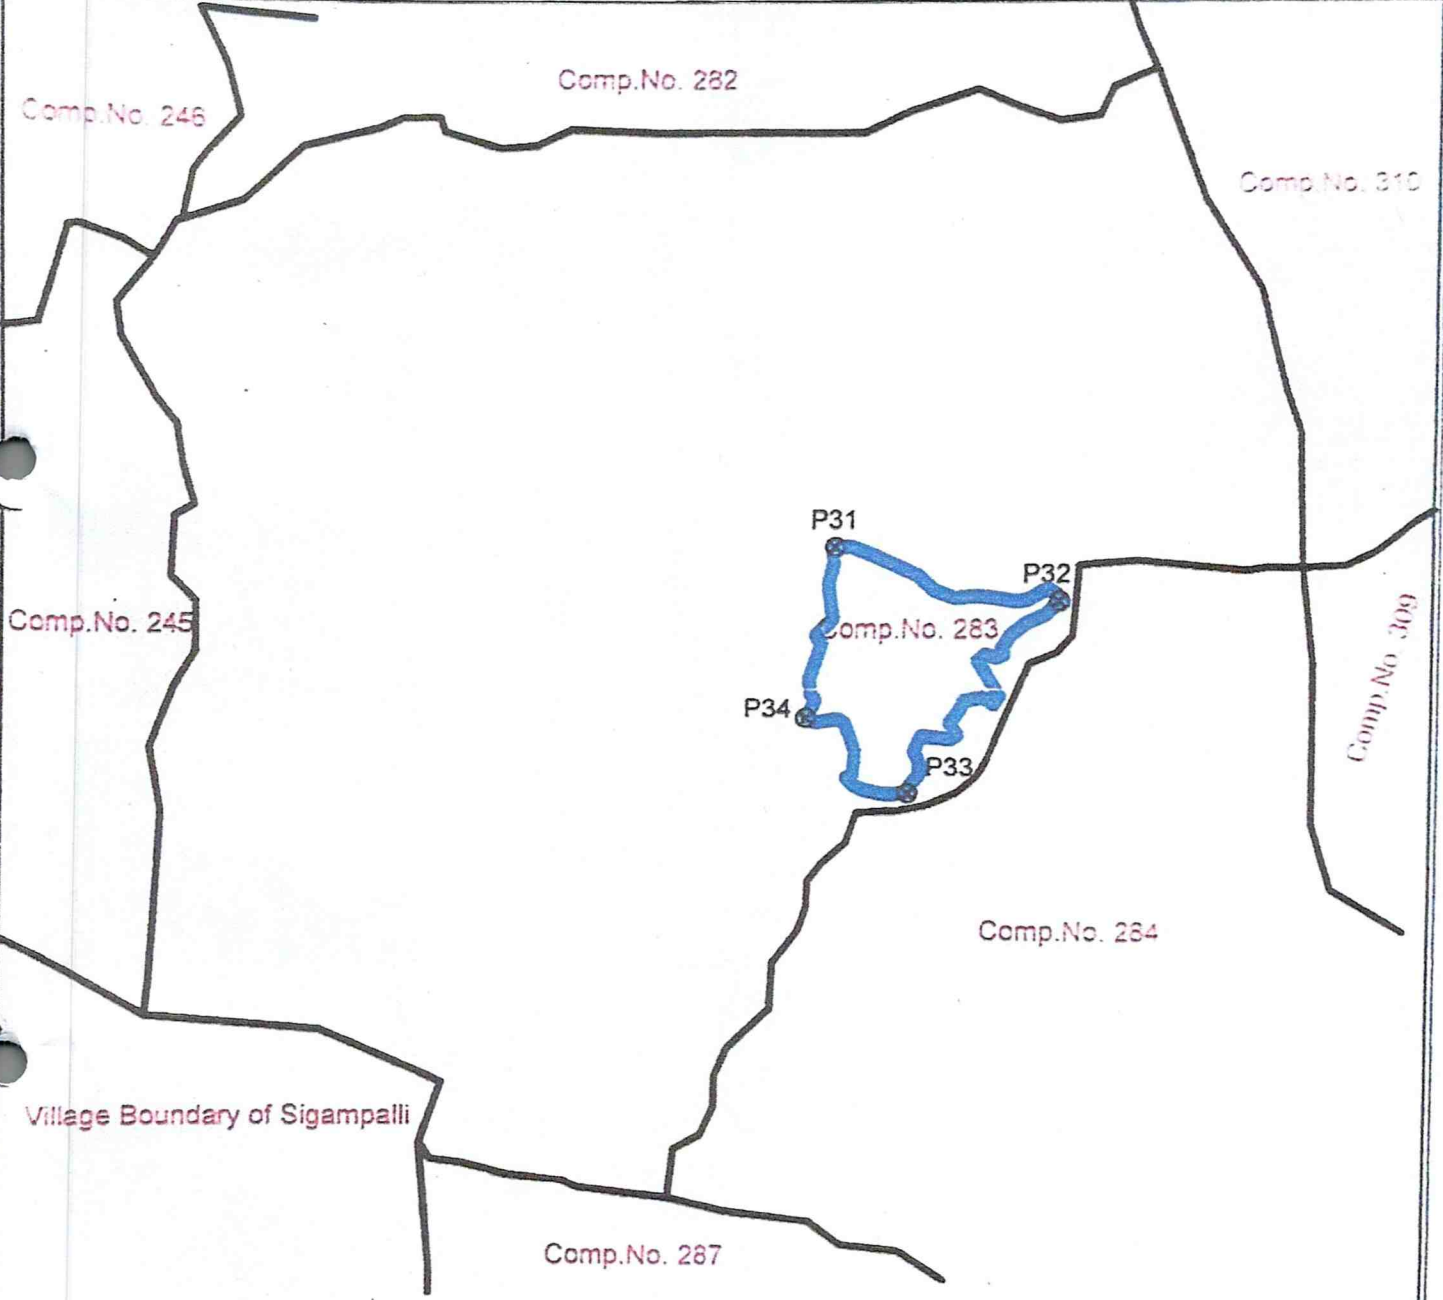 Comp.No. 282
Comp.No. 246
Comp.No. 310
P31
P32
Comp.No. 245
Comp.No. 283
Comp.No. 309
P34
P33
Comp.No. 284
Village Boundary of Sigampalli
Comp.No. 287